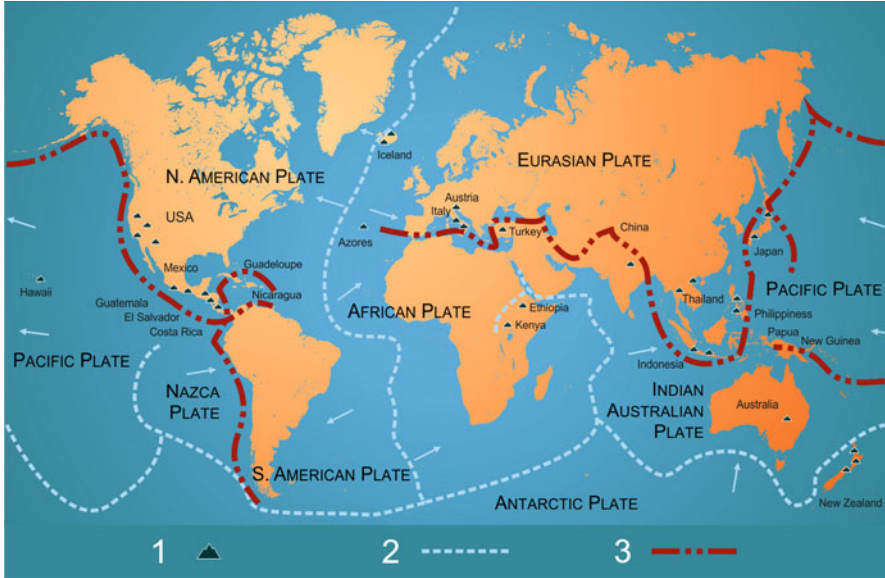 Iceland
EURASIAN PLATE
N. AMERICAN PLATE
Austria
Italy
USA
Azores
Turkey
China
Japan
Mexico
Guadeloupe
Hawaii
Guatemala
Nicaragua
El Salvador
Costa Rica
AFRICAN PLATE
Ethiopia
Kenya
Thailand
PACIFIC PLATE
Philippiness
Papua
New Guinea
PACIFIC PLATE
NAZCA
PLATE
Indonesia
INDIAN
AUSTRALIAN
PLATE
Australia
S. AMERICAN PLATE
ANTARCTIC PLATE
New Zealand
1
2
3